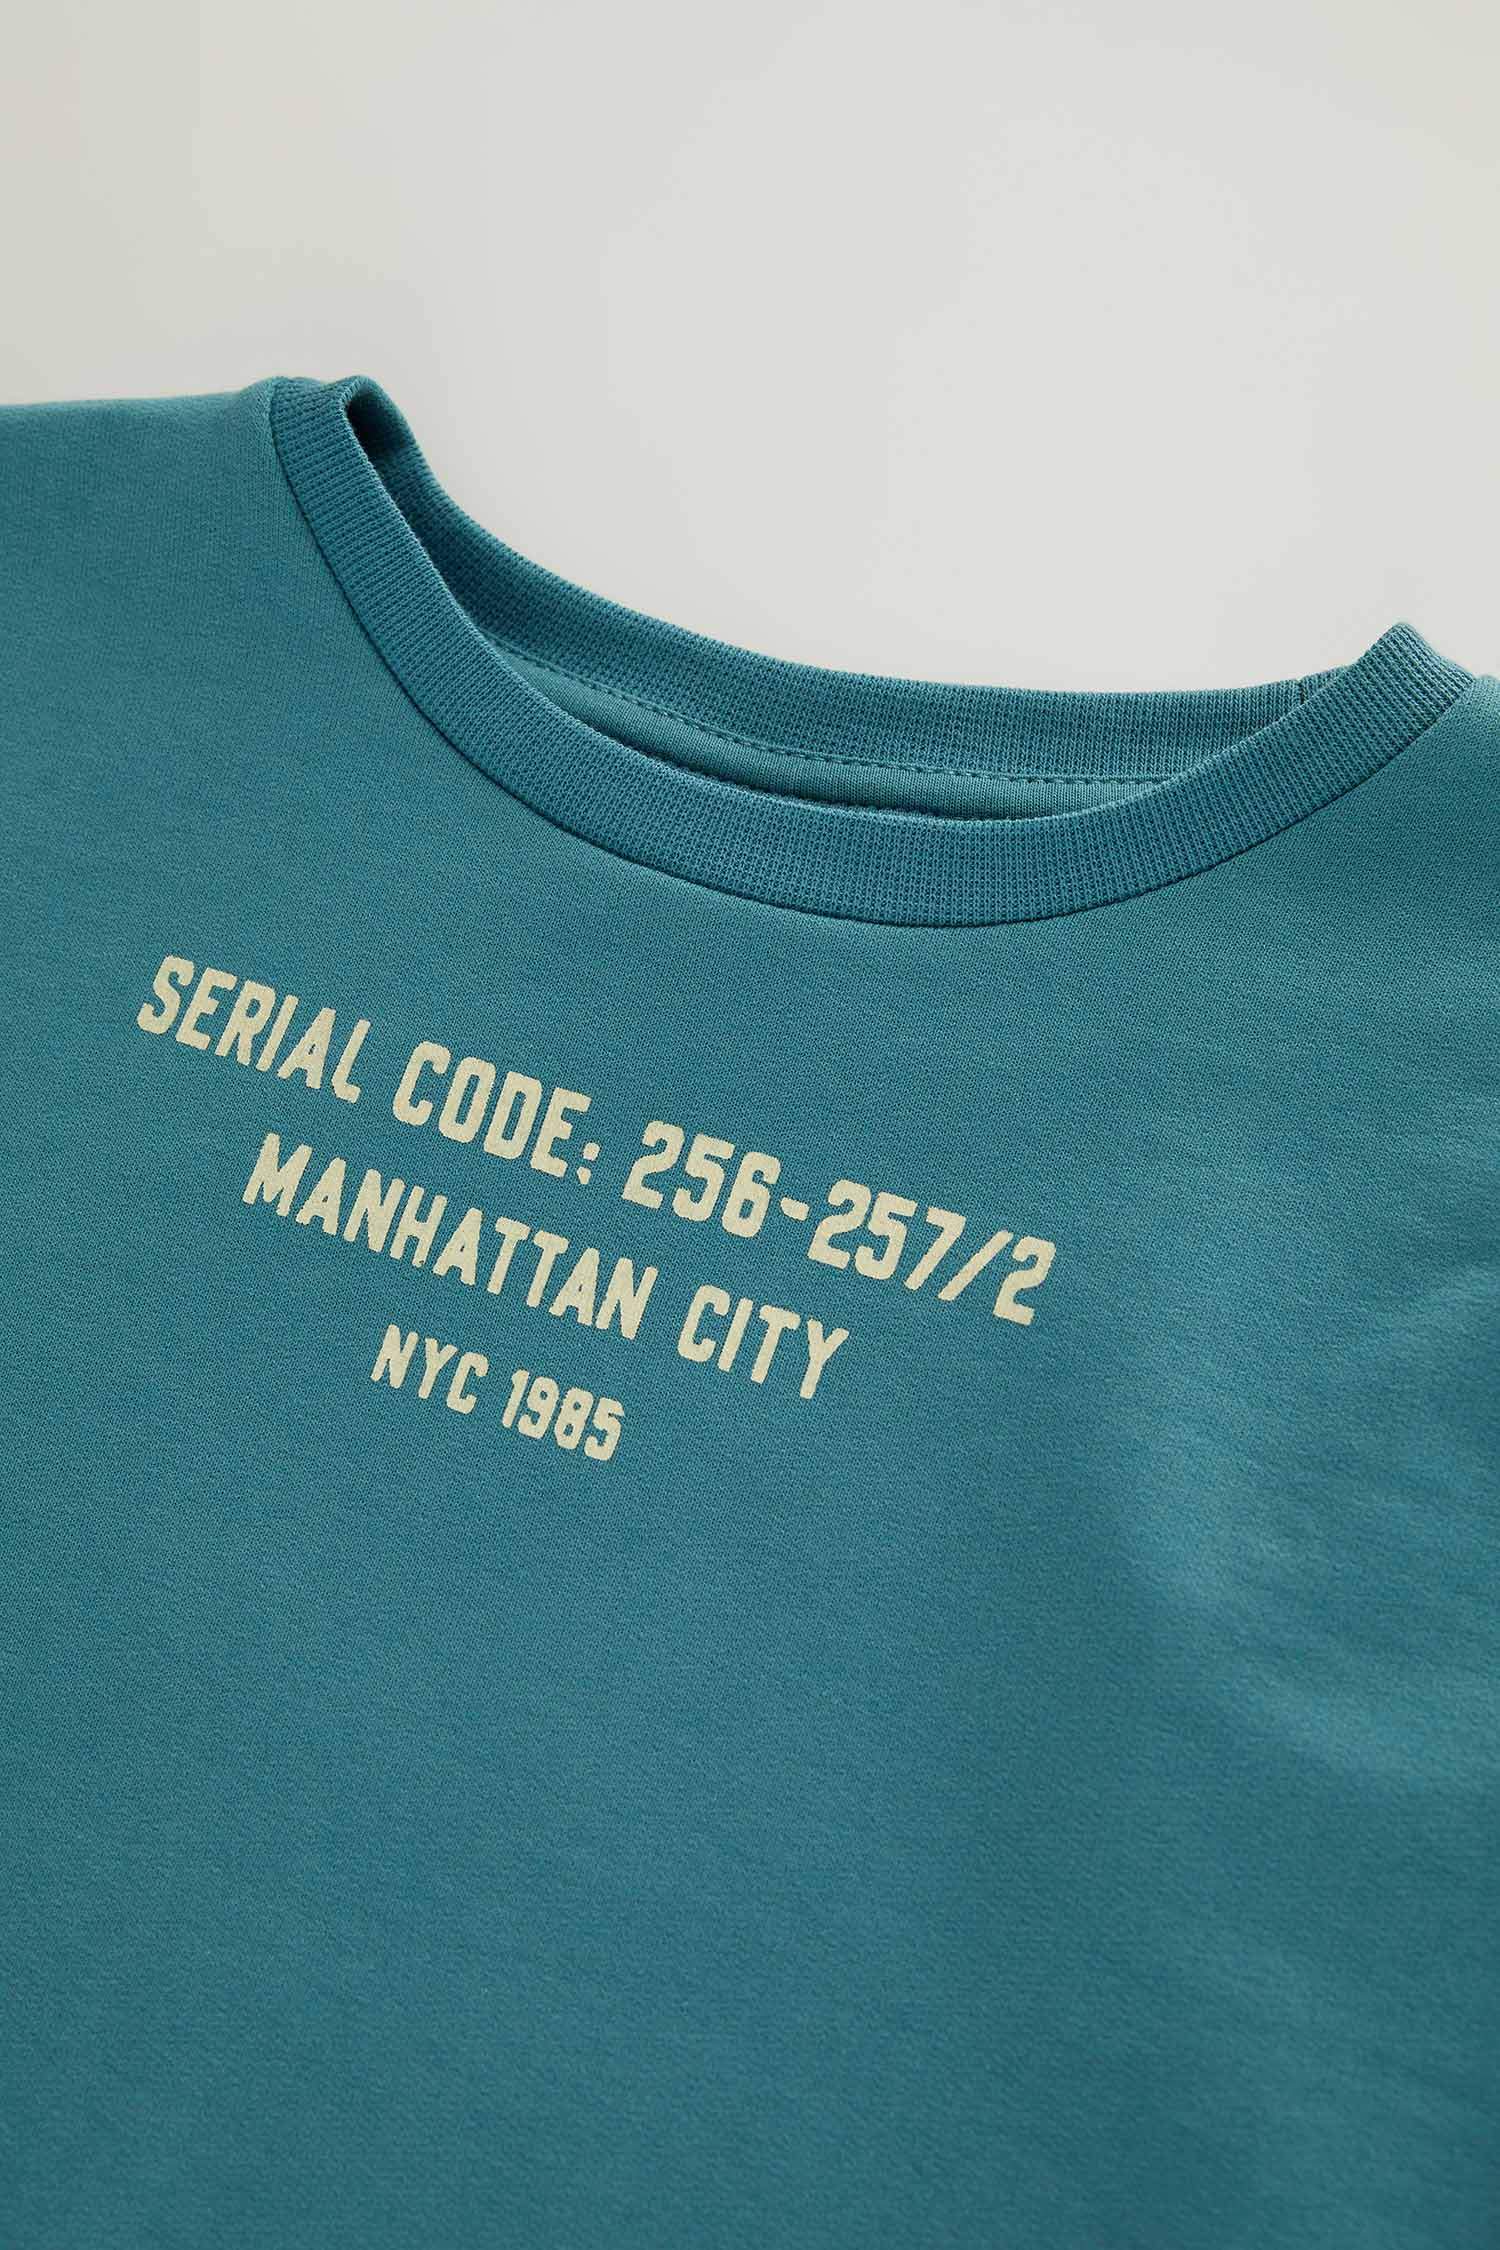 SERIAL CODE: 256-257/2
MANHATTAN CITY
NYC 1985